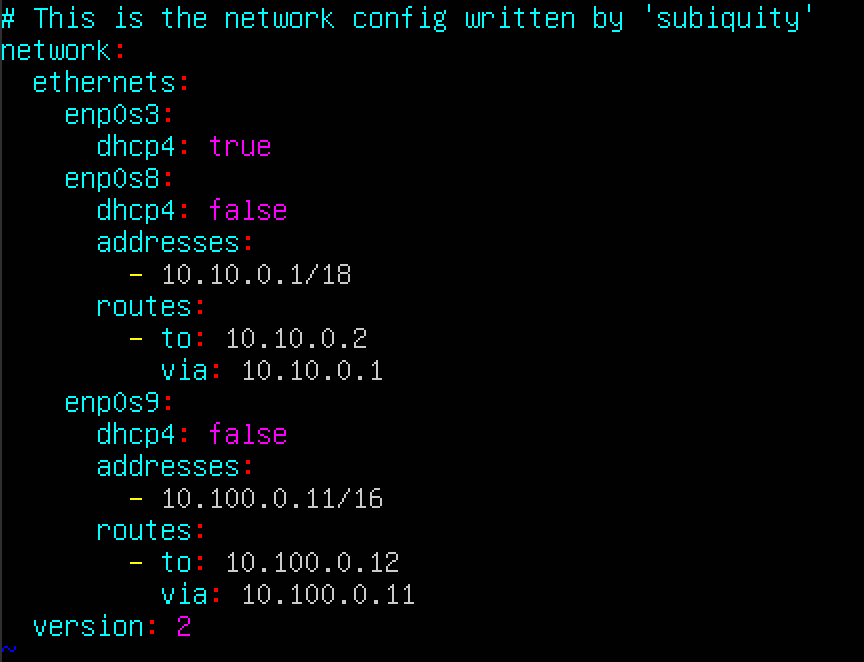 # This is the network config written by 'subiquity'
network:
  ethernets:
    enp0s3:
      dhcp4: true
    enp0s8:
      dhcp4: false
      addresses:
        - 10.10.0.1/18
      routes:
        - to: 10.10.0.2
          via: 10.10.0.1
    enp0s9:
      dhcp4: false
      addresses:
        - 10.100.0.11/16
      routes:
        - to: 10.100.0.12
          via: 10.100.0.11
  version: 2
~